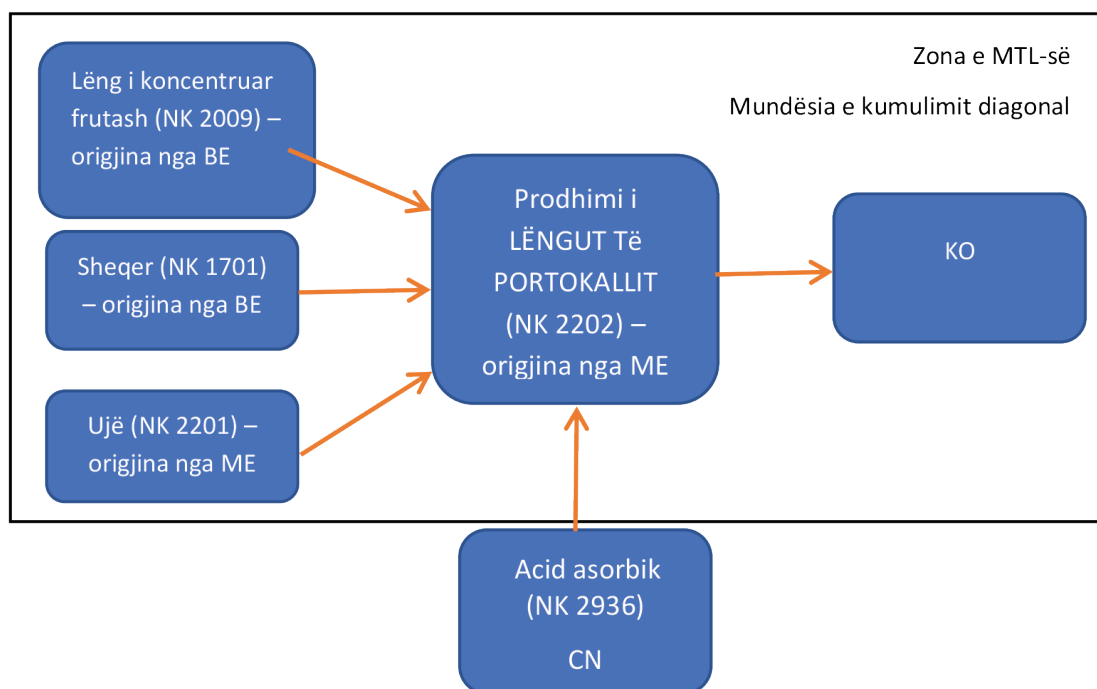 Zona e MTL-së
Mundësia e kumulimit diagonal
Lëng i koncentruar
frutash (NK 2009) –
origjina nga BE
Sheqer (NK 1701)
– origjina nga BE
Ujë (NK 2201) –
origjina nga ME
Prodhimi i
LËNGUT Të
PORTOKALLIT
(NK 2202) –
origjina nga ME
KO
Acid asorbik
(NK 2936)
CN